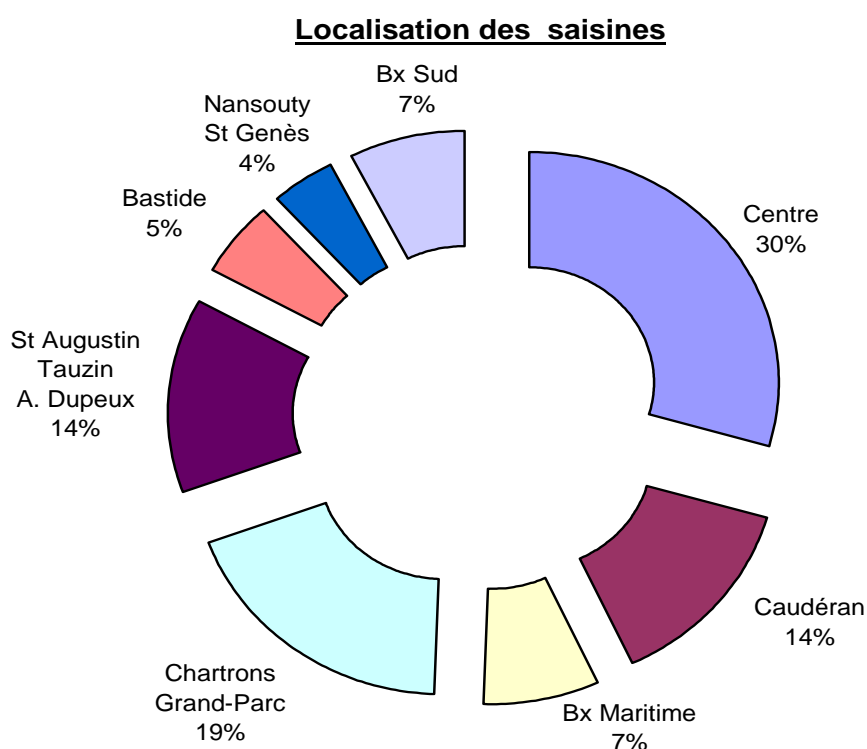 Localisation des saisines
Bx Sud
7%
Nansouty
St Genès
4%
Bastide
5%
St Augustin
Tauzin
A. Dupeux
14%
Centre
30%
Caudéran
14%
Bx Maritime
7%
Chartrons
Grand-Parc
19%